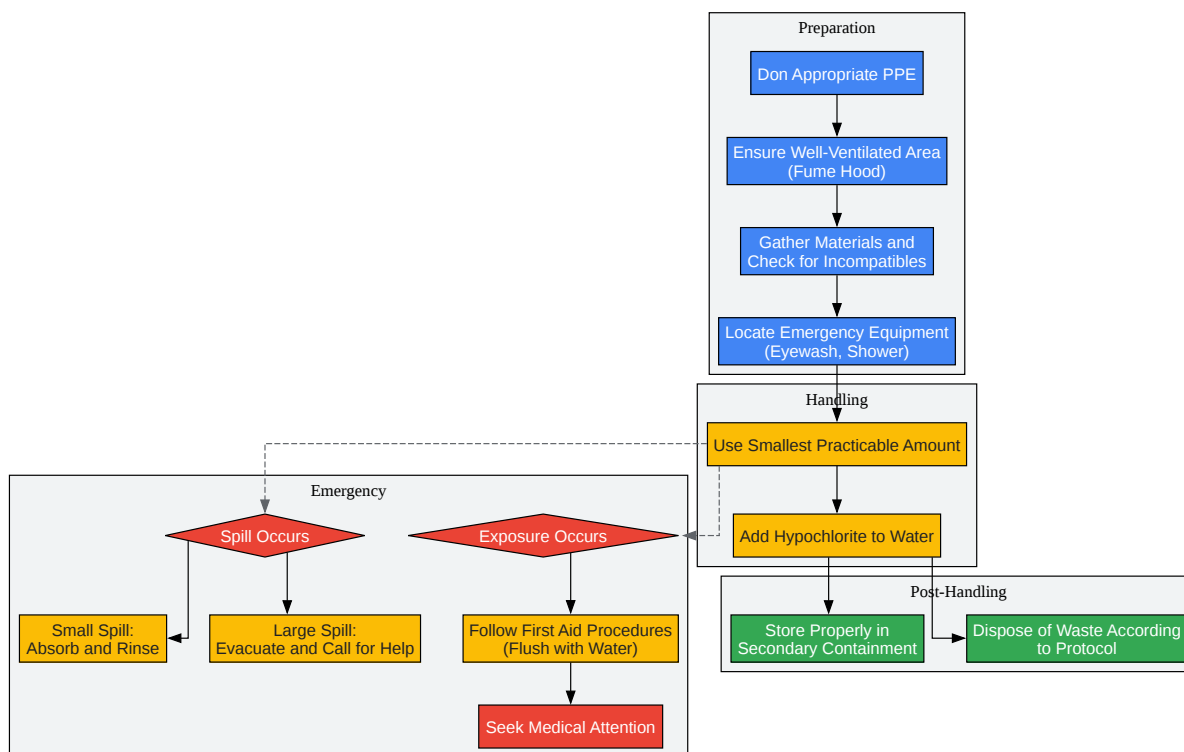 Preparation
Don Appropriate PPE
Ensure Well-Ventilated Area
(Fume Hood)
Gather Materials and
Check for Incompatibles
Locate Emergency Equipment
(Eyewash, Shower)
Handling
Use Smallest Practicable Amount
Add Hypochlorite to Water
Emergency
Spill Occurs
Exposure Occurs
Small Spill:
Absorb and Rinse
Large Spill:
Evacuate and Call for Help
Follow First Aid Procedures
(Flush with Water)
Seek Medical Attention
Post-Handling
Store Properly in
Secondary Containment
Dispose of Waste According
to Protocol